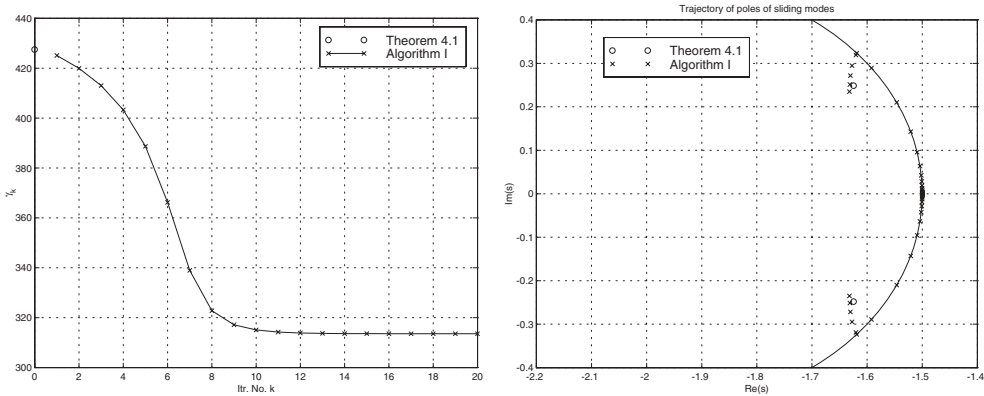 440
420
400
380
360
340
320
300
γk
0 2 4 6 8 10 12 14 16 18 20
Itr. No. k
Theorem 4.1
Algorithm I
Trajectory of poles of sliding modes
0.4
0.3
0.2
0.1
0
-0.1
-0.2
-0.3
-0.4
Im(s)
-2.2 -2.1 -2 -1.9 -1.8 -1.7 -1.6 -1.5 -1.4
Re(s)
Theorem 4.1
Algorithm I